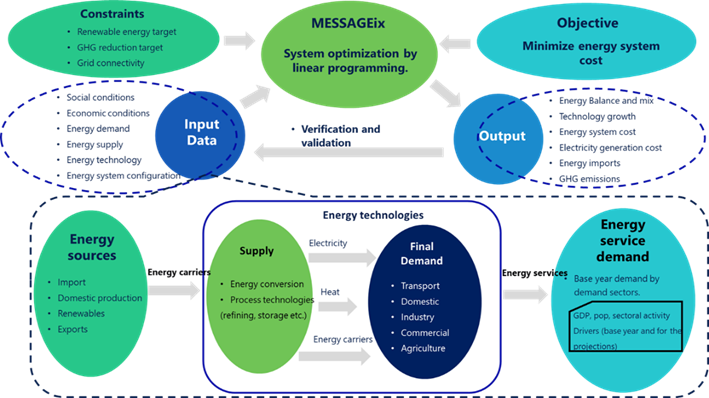 Constraints
• Renewable energy target
• GHG reduction target
• Grid connectivity
MESSAGEix
System optimization by
linear programming.
Objective
Minimize energy system
cost
• Social conditions
• Economic conditions
• Energy demand
• Energy supply
• Energy technology
• Energy system configuration
Input
Data
• Verification and
validation
Output
• Energy Balance and mix
• Technology growth
• Energy system cost
• Electricity generation cost
• Energy imports
• GHG emissions
Energy
sources
• Import
• Domestic production
• Renewables
• Exports
Energy carriers
Energy technologies
Supply
• Energy conversion
• Process technologies
(refining, storage etc.)
Electricity
Heat
Energy carriers
Final
Demand
• Transport
• Domestic
• Industry
• Commercial
• Agriculture
Energy services
Energy
service
demand
• Base year demand by
demand sectors.
GDP, pop, sectoral activity
Drivers (base year and for the
projections)